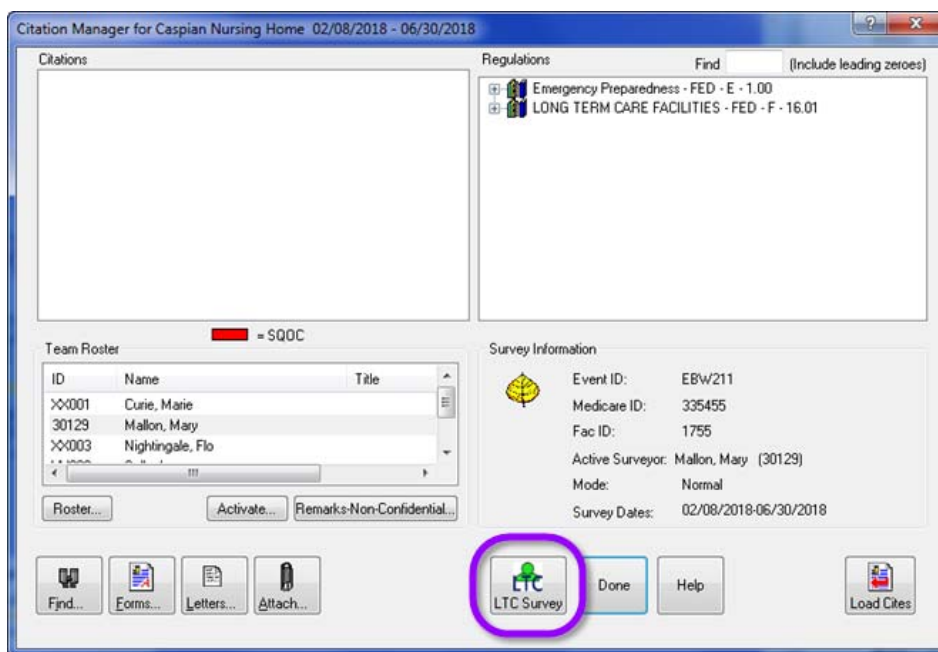 Citation Manager for Caspian Nursing Home 02/08/2018 - 06/30/2018
Citations
Regulations
Find
(Include leading zeroes)
Emergency Preparedness - FED - E - 1.00
LONG TERM CARE FACILITIES - FED - F - 16.01
= SQOC
Team Roster
ID Name Title
XX001 Curie, Marie
30129 Mallon, Mary
XX003 Nightingale, Flo
Roster...
Activate...
Remarks-Non-Confidential...
Survey Information
Event ID: EBW211
Medicare ID: 335455
Fac ID: 1755
Active Surveyor: Mallon, Mary (30129)
Mode: Normal
Survey Dates: 02/08/2018-06/30/2018
Find...
Forms...
Letters...
Attach...
LTC
LTC Survey
Done
Help
Load Cites